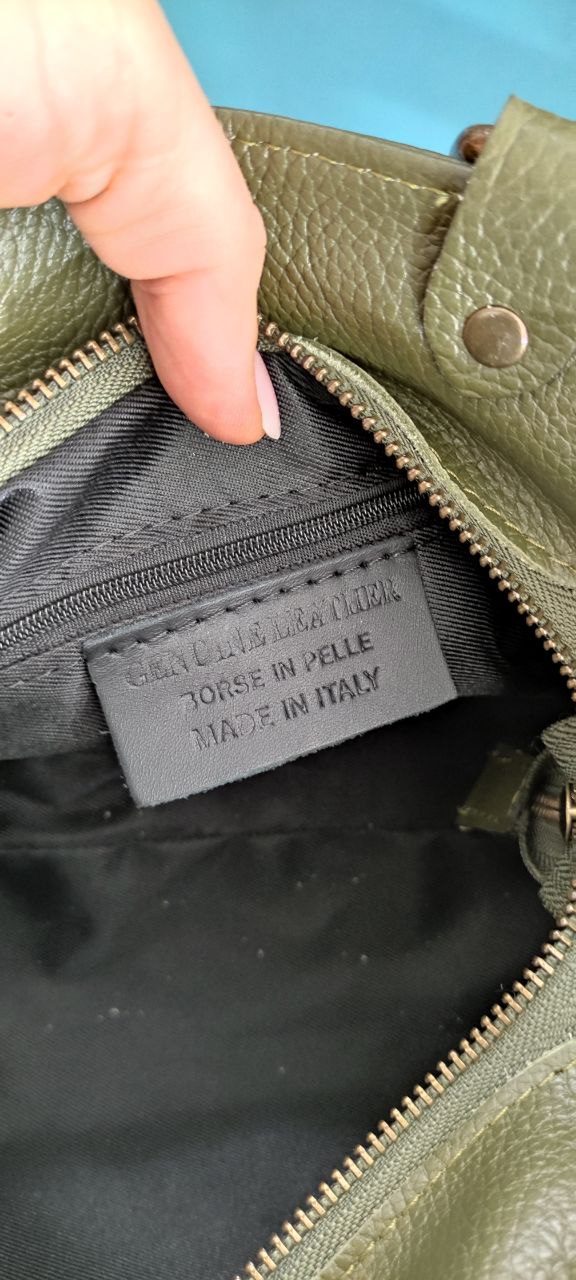 GENUINE LEATHER
BORSE IN PELLE
MADE IN ITALY